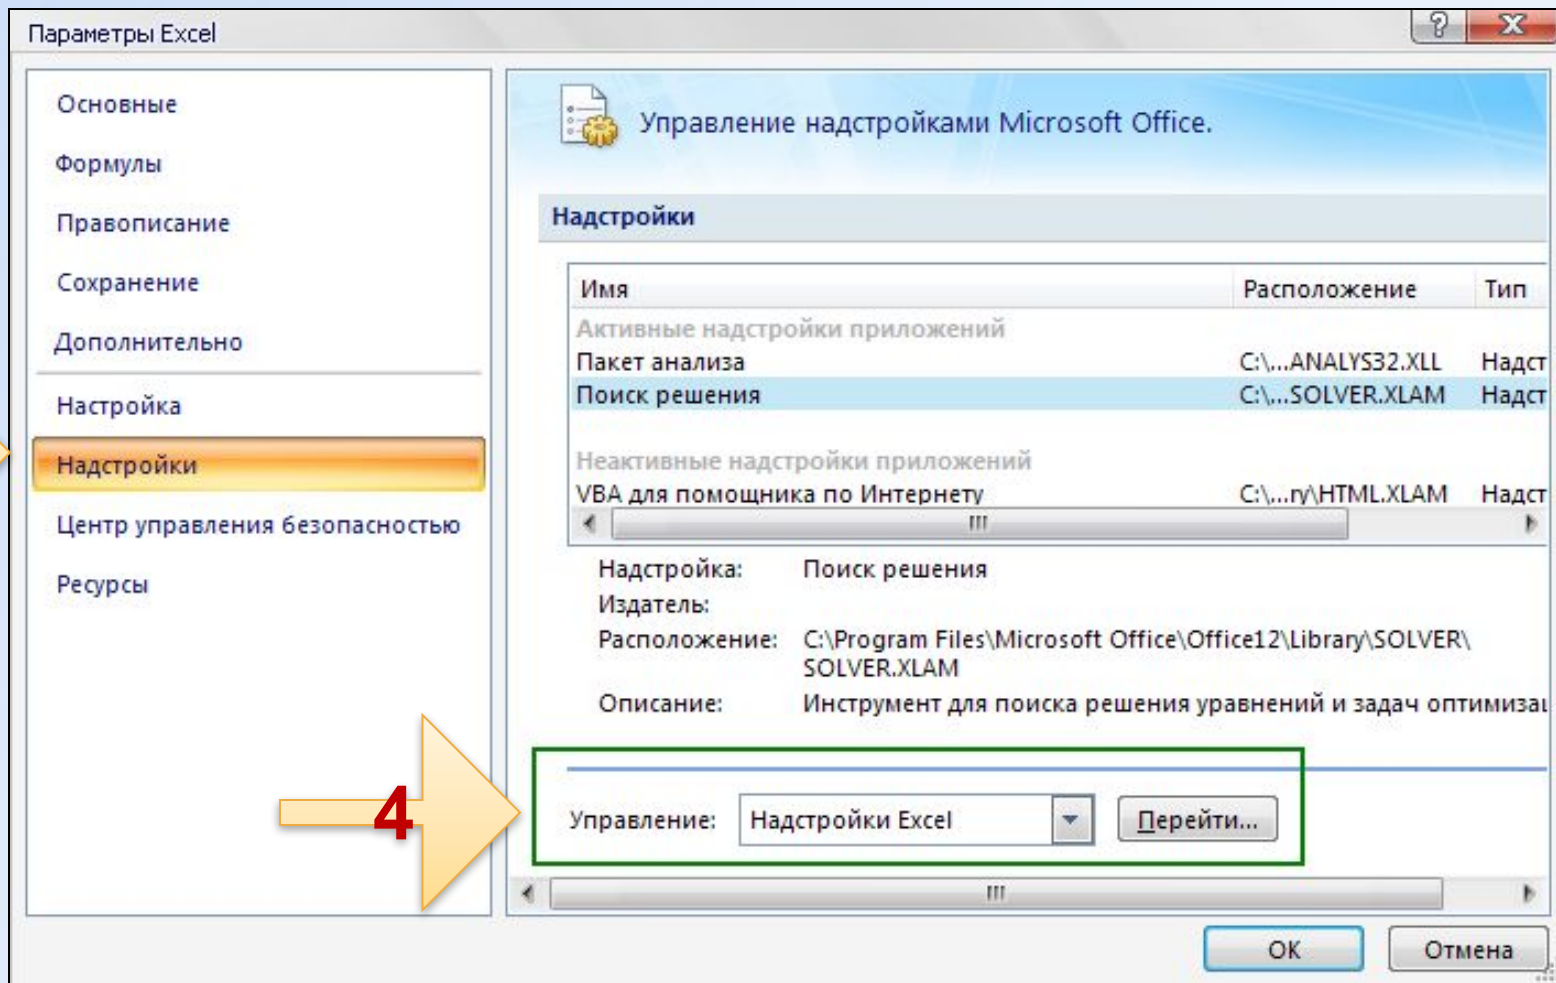 Параметры Excel
Основные
Формулы
Правописание
Сохранение
Дополнительно
Настройка
Надстройки
Центр управления безопасностью
Ресурсы
Управление надстройками Microsoft Office.
Надстройки
Имя Расположение Тип
Активные надстройки приложений
Пакет анализа C:\...ANALYS32.XLL Надст
Поиск решения C:\...SOLVER.XLAM Надст
Неактивные надстройки приложений
VBA для помощника по Интернету C:\...ry\HTML.XLAM Надст
Надстройка: Поиск решения
Издатель:
Расположение: C:\Program Files\Microsoft Office\Office12\Library\SOLVER\
SOLVER.XLAM
Описание: Инструмент для поиска решения уравнений и задач оптимизац
4
Управление: Надстройки Excel Перейти...
ОК Отмена